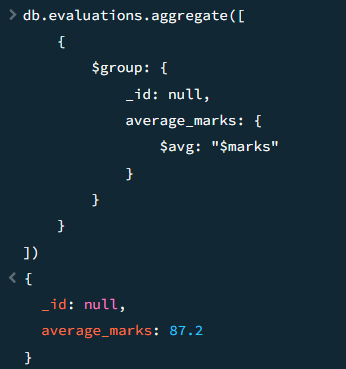 > db.evaluations.aggregate([
{
$group: {
_id: null,
average_marks: {
$avg: "$marks"
}
}
}
])
< {
_id: null,
average_marks: 87.2
}